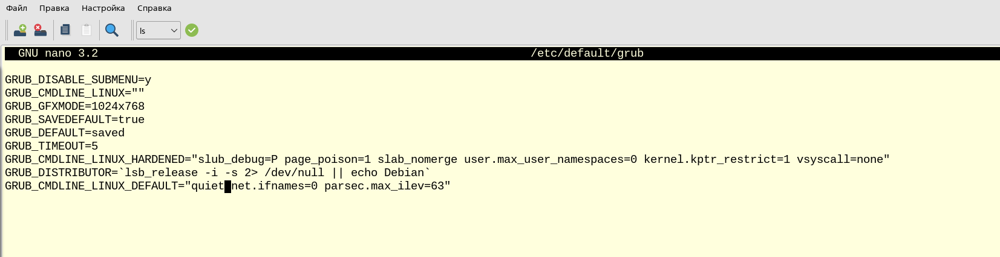 Файл Правка Настройка Справка
ls
GNU nano 3.2 /etc/default/grub
GRUB_DISABLE_SUBMENU=y
GRUB_CMDLINE_LINUX=""
GRUB_GFXMODE=1024x768
GRUB_SAVEDEFAULT=true
GRUB_DEFAULT=saved
GRUB_TIMEOUT=5
GRUB_CMDLINE_LINUX_HARDENED="slub_debug=P page_poison=1 slab_nomerge user.max_user_namespaces=0 kernel.kptr_restrict=1 vsyscall=none"
GRUB_DISTRIBUTOR=`lsb_release -i -s 2> /dev/null || echo Debian`
GRUB_CMDLINE_LINUX_DEFAULT="quiet net.ifnames=0 parsec.max_ilev=63"